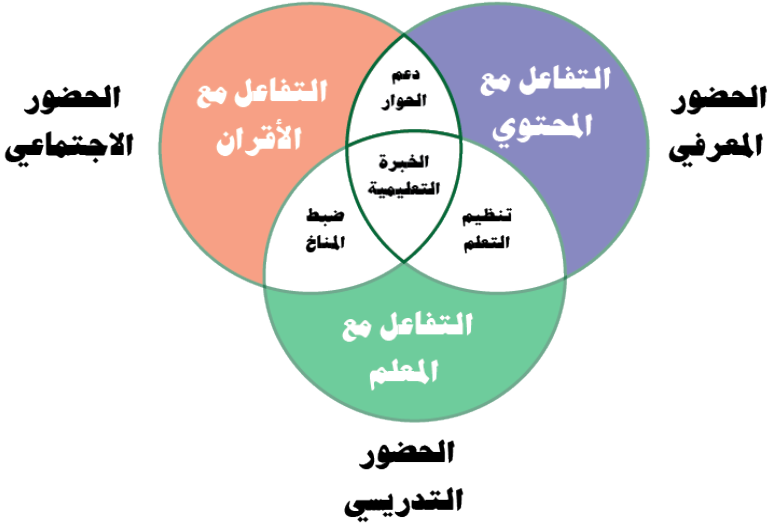 الحضور
المعرفي
التفاعل مع
المحتوي
دعم
الحوار
التفاعل مع
الأقران
الحضور
الاجتماعي
الخبرة
التعليمية
تنظيم
التعلم
ضبط
المناخ
التفاعل مع
المعلم
الحضور
التدريسي